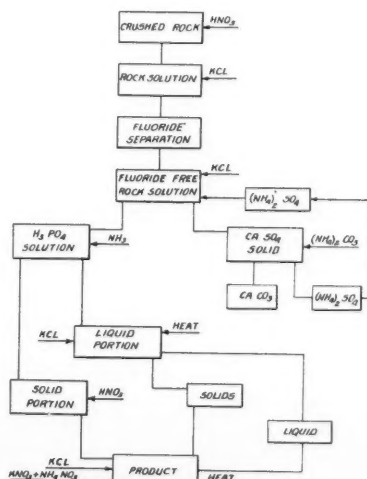 CRUSHED ROCK
HNO3
ROCK SOLUTION
KCL
FLUORIDE
SEPARATION
FLUORIDE FREE
ROCK SOLUTION
KCL
(NH4)2 SO4
H3 PO4
SOLUTION
NH3
CA SO4
SOLID
(NH4)2 CO3
CA CO3
(NH4)2 SO4
LIQUID
PORTION
HEAT
KCL
SOLID
PORTION
HNO3
SOLIDS
LIQUID
KCL
KNO3 + NH4 NO3
PRODUCT
HEAT